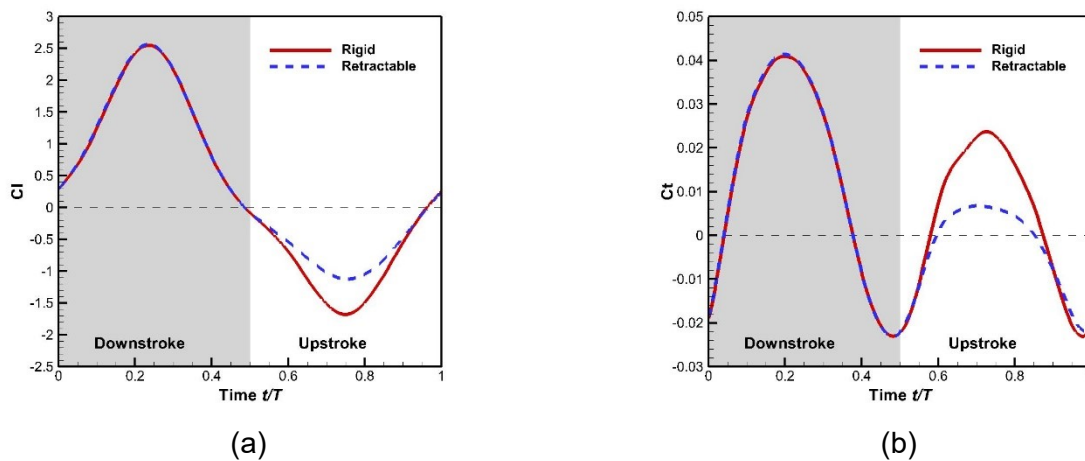 3
2.5
2
1.5
1
0.5
0
-0.5
-1
-1.5
-2
-2.5
Cl
Rigid
Retractable
Downstroke
Upstroke
0
0.2
0.4
0.6
0.8
1
Time t/T
(a)
0.05
0.04
0.03
0.02
0.01
0
-0.01
-0.02
-0.03
Ct
Rigid
Retractable
Downstroke
Upstroke
0
0.2
0.4
0.6
0.8
Time t/T
(b)